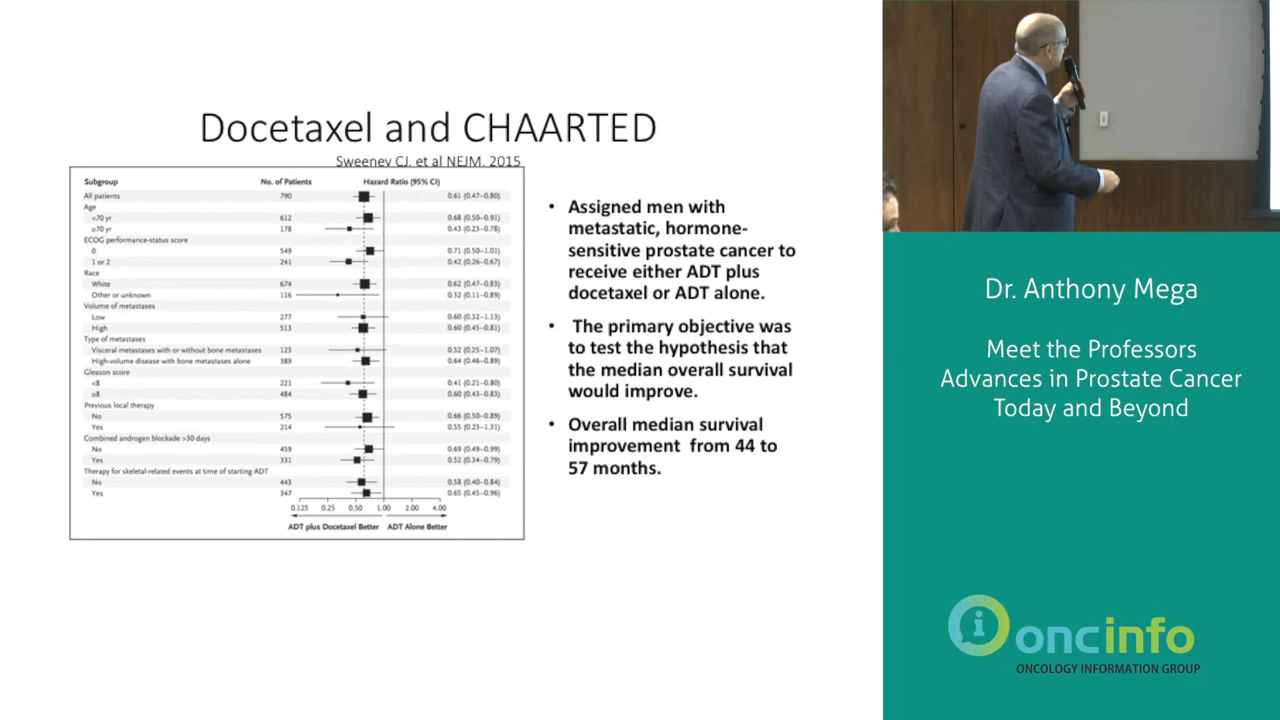 Docetaxel and CHAARTED
Sweeney CJ, et al NEJM, 2015
Subgroup No. of Patients Hazard Ratio (95% CI)
All patients 790 0.61 (0.47–0.80)
Age
<70 yr 612 0.68 (0.50–0.91)
≥70 yr 178 0.43 (0.23–0.78)
ECOG performance-status score
0 549 0.71 (0.50–1.01)
1 or 2 241 0.42 (0.26–0.67)
Race
White 674 0.62 (0.47–0.83)
Other or unknown 116 0.32 (0.11–0.89)
Volume of metastases
Low 277 0.60 (0.32–1.13)
High 513 0.60 (0.45–0.81)
Type of metastases
Visceral metastases with or without bone metastases 123 0.52 (0.25–1.07)
High-volume disease with bone metastases alone 389 0.64 (0.46–0.89)
Gleason score
<8 221 0.41 (0.21–0.80)
≥8 484 0.60 (0.43–0.83)
Previous local therapy
No 575 0.66 (0.50–0.89)
Yes 214 0.55 (0.23–1.31)
Combined androgen blockade >30 days
No 459 0.69 (0.49–0.99)
Yes 331 0.52 (0.34–0.79)
Therapy for skeletal-related events at time of starting ADT
No 443 0.58 (0.40–0.84)
Yes 347 0.65 (0.45–0.96)
0.125 0.25 0.50 1.00 2.00 4.00
ADT plus Docetaxel Better ADT Alone Better
• Assigned men with
metastatic, hormone-
sensitive prostate cancer to
receive either ADT plus
docetaxel or ADT alone.
• The primary objective was
to test the hypothesis that
the median overall survival
would improve.
• Overall median survival
improvement from 44 to
57 months.
Dr. Anthony Mega
Meet the Professors
Advances in Prostate Cancer
Today and Beyond
i oncinfo
ONCOLOGY INFORMATION GROUP